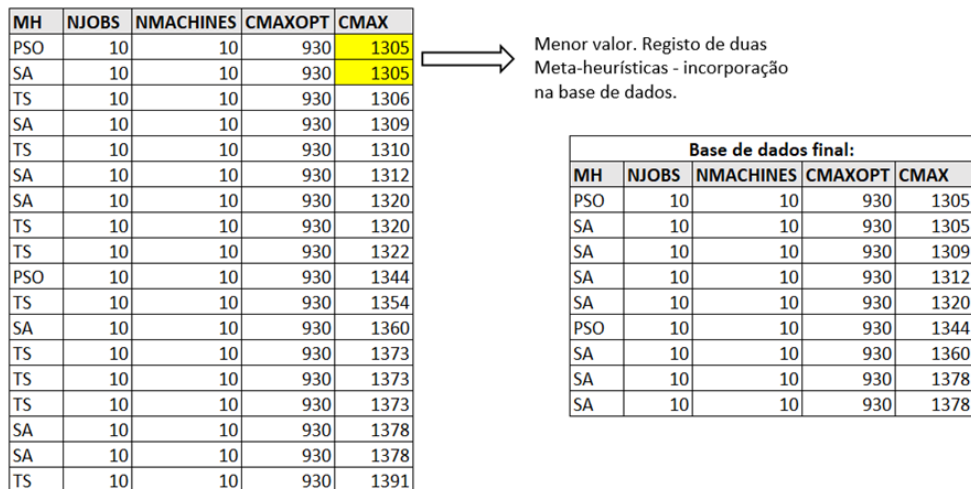 MH NJOBS NMACHINES CMAXOPT CMAX
PSO 10 10 930 1305
SA 10 10 930 1305
TS 10 10 930 1306
SA 10 10 930 1309
TS 10 10 930 1310
SA 10 10 930 1312
SA 10 10 930 1320
TS 10 10 930 1320
TS 10 10 930 1322
PSO 10 10 930 1344
TS 10 10 930 1354
SA 10 10 930 1360
TS 10 10 930 1373
TS 10 10 930 1373
TS 10 10 930 1373
SA 10 10 930 1378
SA 10 10 930 1378
TS 10 10 930 1391
Menor valor. Registo de duas
Meta-heurísticas - incorporação
na base de dados.
Base de dados final:
MH NJOBS NMACHINES CMAXOPT CMAX
PSO 10 10 930 1305
SA 10 10 930 1305
SA 10 10 930 1309
SA 10 10 930 1312
SA 10 10 930 1320
PSO 10 10 930 1344
SA 10 10 930 1360
SA 10 10 930 1378
SA 10 10 930 1378